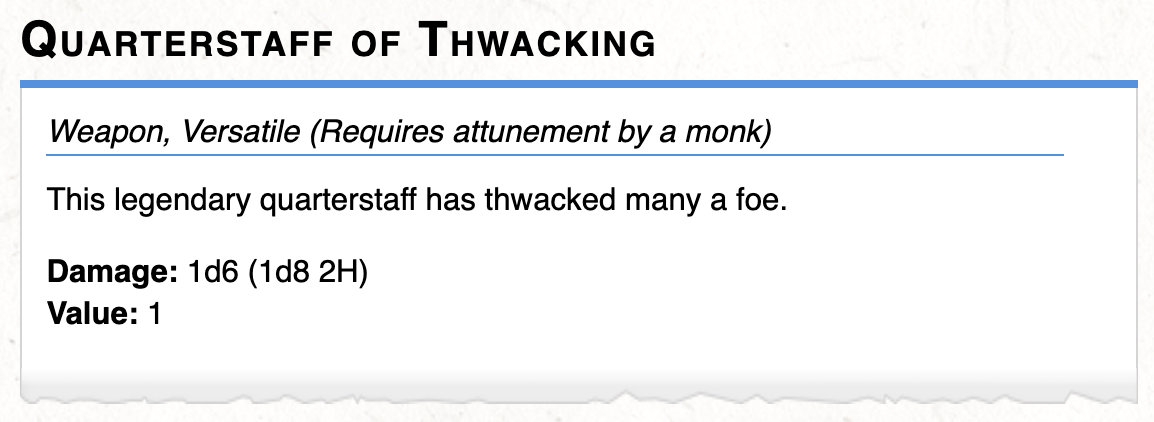 Quarterstaff of Thwacking
Weapon, Versatile (Requires attunement by a monk)
This legendary quarterstaff has thwacked many a foe.
Damage: 1d6 (1d8 2H)
Value: 1